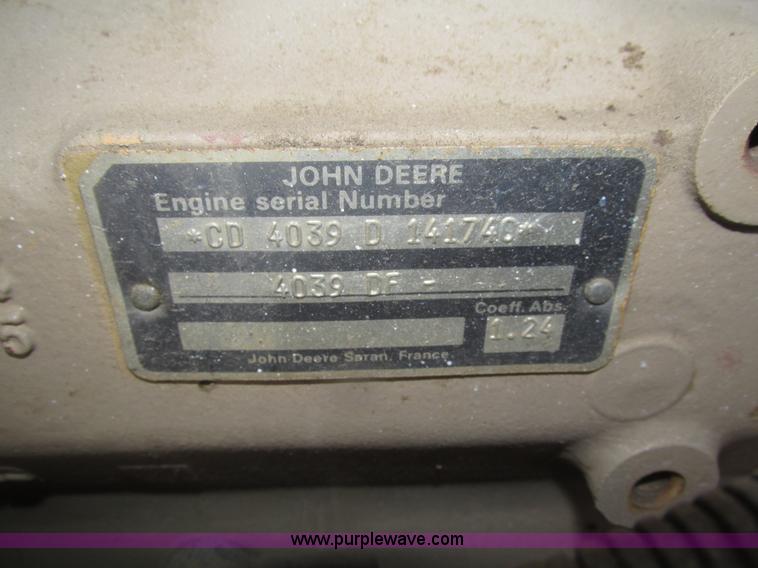 JOHN DEERE
Engine serial Number
*CD 4039 D 141740*
4039 DF -
Coeff. Abs.
1.24
John Deere Saran, France
5
www.purplewave.com